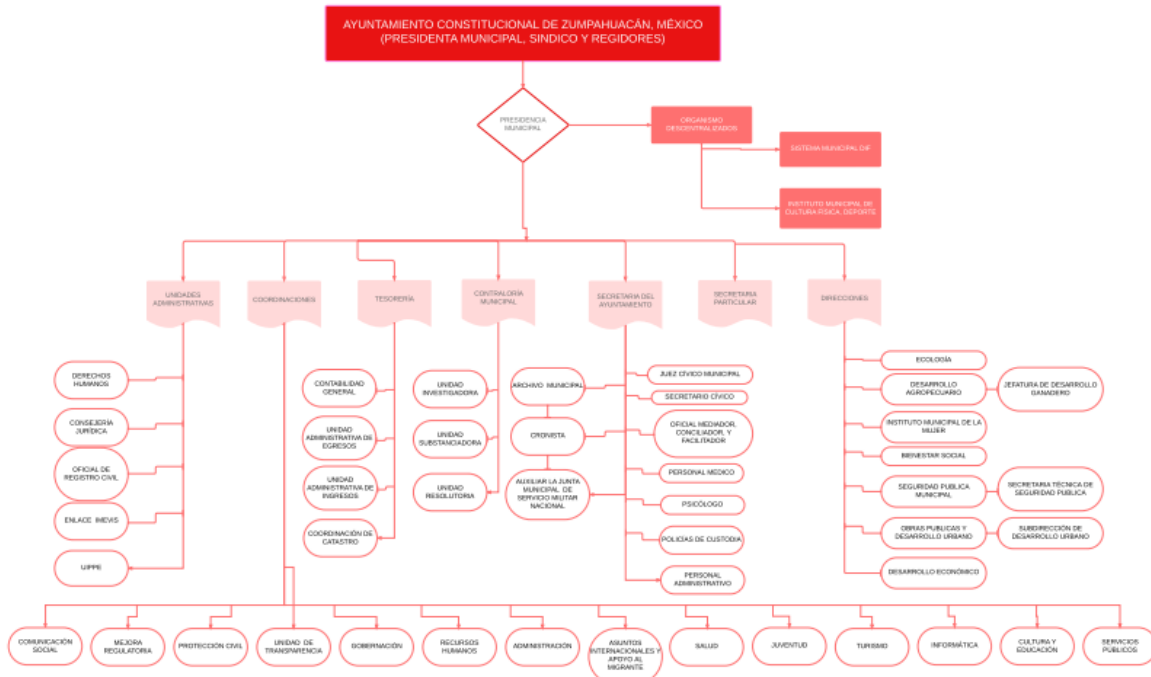 AYUNTAMIENTO CONSTITUCIONAL DE ZUMPAHUACÁN, MÉXICO
(PRESIDENTA MUNICIPAL, SINDICO Y REGIDORES)
PRESIDENCIA
MUNICIPAL
ORGANISMO
DESCENTRALIZADOS
SISTEMA MUNICIPAL DIF
INSTITUTO MUNICIPAL DE
CULTURA FÍSICA, DEPORTE
UNIDADES
ADMINISTRATIVAS
COORDINACIONES
TESORERÍA
CONTRALORÍA
MUNICIPAL
SECRETARIA DEL
AYUNTAMIENTO
SECRETARIA
PARTICULAR
DIRECCIONES
DERECHOS
HUMANOS
CONSEJERÍA
JURÍDICA
OFICIAL DE
REGISTRO CIVIL
ENLACE IMEVIS
UIPPE
CONTABILIDAD
GENERAL
UNIDAD
ADMINISTRATIVA DE
EGRESOS
UNIDAD
ADMINISTRATIVA DE
INGRESOS
COORDINACIÓN DE
CATASTRO
UNIDAD
INVESTIGADORA
UNIDAD
SUBSTANCIADORA
UNIDAD
RESOLUTORIA
ARCHIVO MUNICIPAL
CRONISTA
AUXILIAR LA JUNTA
MUNICIPAL DE
SERVICIO MILITAR
NACIONAL
JUEZ CÍVICO MUNICIPAL
SECRETARIO CÍVICO
OFICIAL MEDIADOR,
CONCILIADOR, Y
FACILITADOR
PERSONAL MEDICO
PSICÓLOGO
POLICÍAS DE CUSTODIA
PERSONAL
ADMINISTRATIVO
ECOLOGÍA
DESARROLLO
AGROPECUARIO
JEFATURA DE DESARROLLO
GANADERO
INSTITUTO MUNICIPAL DE LA
MUJER
BIENESTAR SOCIAL
SEGURIDAD PUBLICA
MUNICIPAL
SECRETARIA TÉCNICA DE
SEGURIDAD PUBLICA
OBRAS PUBLICAS Y
DESARROLLO URBANO
SUBDIRECCIÓN DE
DESARROLLO URBANO
DESARROLLO ECONÓMICO
COMUNICACIÓN
SOCIAL
MEJORA
REGULATORIA
PROTECCIÓN CIVIL
UNIDAD DE
TRANSPARENCIA
GOBERNACIÓN
RECURSOS
HUMANOS
ADMINISTRACIÓN
ASUNTOS
INTERNACIONALES Y
APOYO AL
MIGRANTE
SALUD
JUVENTUD
TURISMO
INFORMÁTICA
CULTURA Y
EDUCACIÓN
SERVICIOS
PÚBLICOS